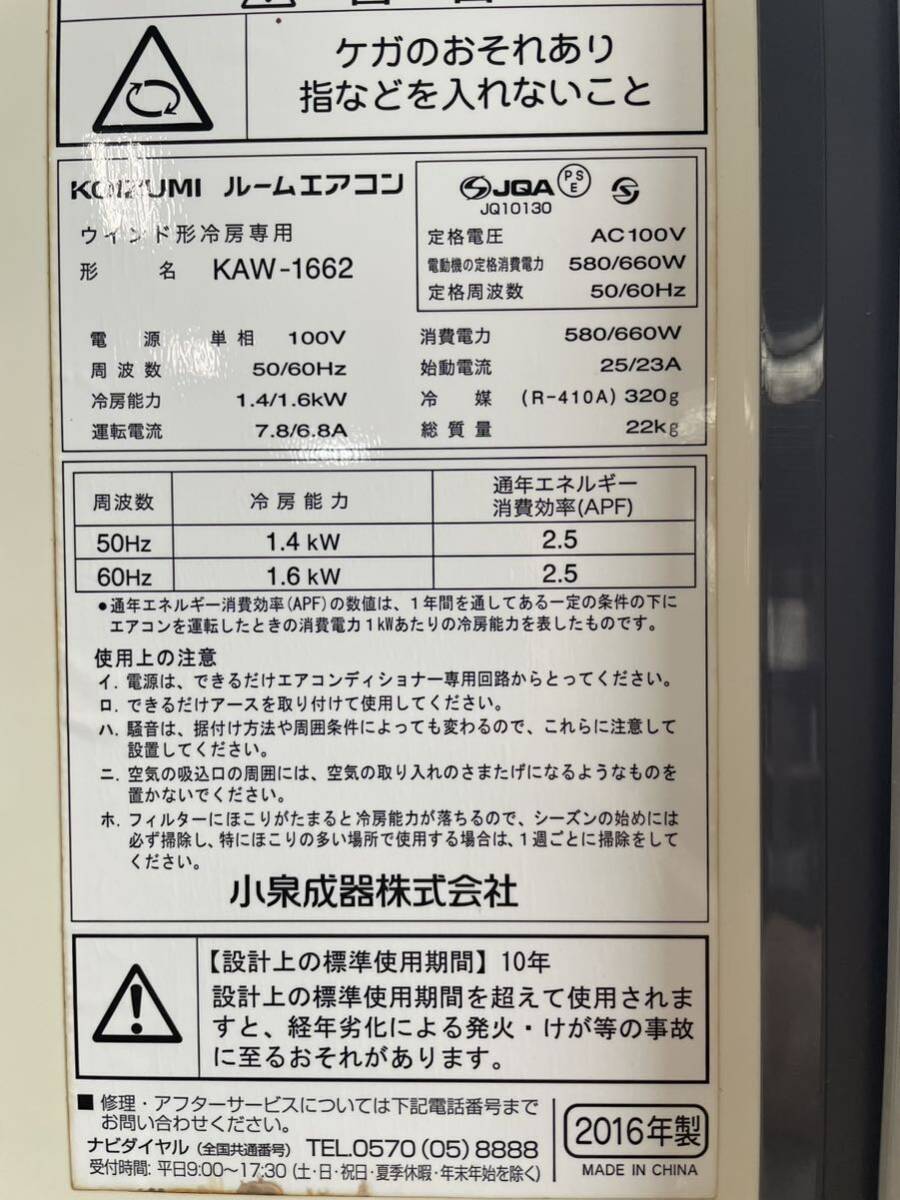 ケガのおそれあり
指などを入れないこと
KOIZUMI ルームエアコン
ウインド形冷房専用
形 名 KAW-1662
JQA PSE
JQ10130
定格電圧 AC100V
電動機の定格消費電力 580/660W
定格周波数 50/60Hz
電 源 単相 100V 消費電力 580/660W
周波数 50/60Hz 始動電流 25/23A
冷房能力 1.4/1.6kW 冷 媒 (R-410A) 320g
運転電流 7.8/6.8A 総質量 22kg
周波数 冷房能力 通年エネルギー
消費効率(APF)
50Hz 1.4 kW 2.5
60Hz 1.6 kW 2.5
●通年エネルギー消費効率(APF)の数値は、1年間を通してある一定の条件の下に
エアコンを運転したときの消費電力1kWあたりの冷房能力を表したものです。
使用上の注意
イ. 電源は、できるだけエアコンディショナー専用回路からとってください。
ロ. できるだけアースを取り付けて使用してください。
ハ. 騒音は、据付け方法や周囲条件によっても変わるので、これらに注意して
設置してください。
ニ. 空気の吸込口の周囲には、空気の取り入れのさまたげになるようなものを
置かないでください。
ホ. フィルターにほこりがたまると冷房能力が落ちるので、シーズンの始めには
必ず掃除し、特にほこりの多い場所で使用する場合は、1週ごとに掃除をして
ください。
小泉成器株式会社
【設計上の標準使用期間】10年
設計上の標準使用期間を超えて使用されま
すと、経年劣化による発火・けが等の事故
に至るおそれがあります。
■ 修理・アフターサービスについては下記電話番号まで
お問い合わせください。
ナビダイヤル (全国共通番号) TEL.0570 (05) 8888
受付時間: 平日9:00〜17:30 (土・日・祝日・夏季休暇・年末年始を除く)
2016年製
MADE IN CHINA